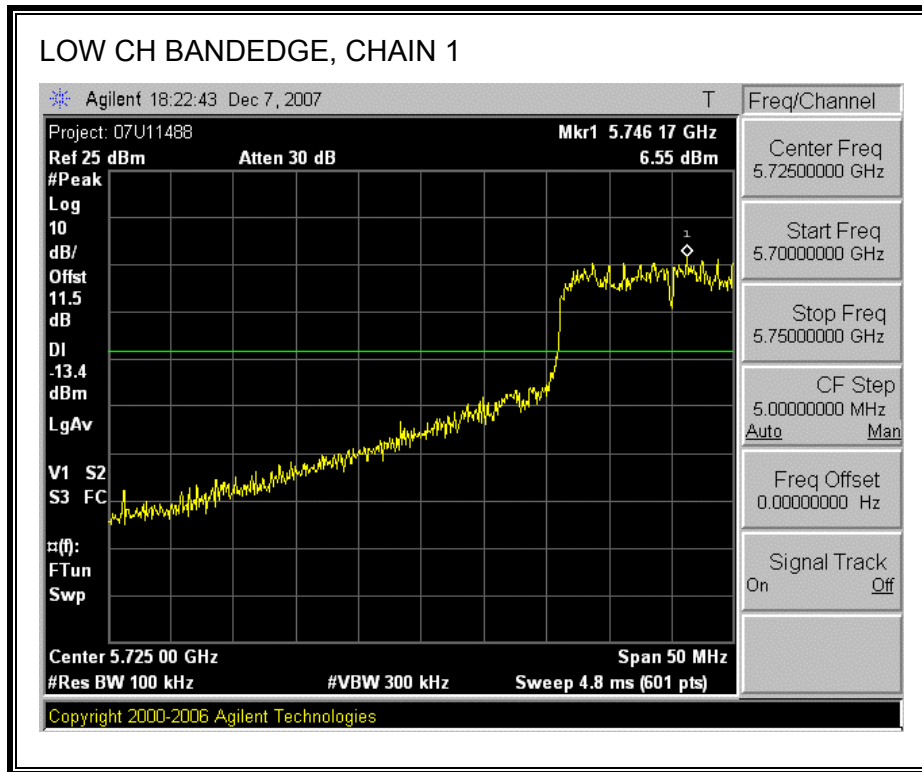 LOW CH BANDEDGE, CHAIN 1
Agilent 18:22:43 Dec 7, 2007 T
Freq/Channel
Project: 07U11488 Mkr1 5.746 17 GHz
Ref 25 dBm Atten 30 dB 6.55 dBm
#Peak
Log
10
dB/
Offst
11.5
dB
DI
-13.4
dBm
LgAv
V1 S2
S3 FC
¤(f):
FTun
Swp
1
Center 5.725 00 GHz Span 50 MHz
#Res BW 100 kHz #VBW 300 kHz Sweep 4.8 ms (601 pts)
Copyright 2000-2006 Agilent Technologies
Center Freq
5.72500000 GHz
Start Freq
5.70000000 GHz
Stop Freq
5.75000000 GHz
CF Step
5.00000000 MHz
Auto Man
Freq Offset
0.00000000 Hz
Signal Track
On Off